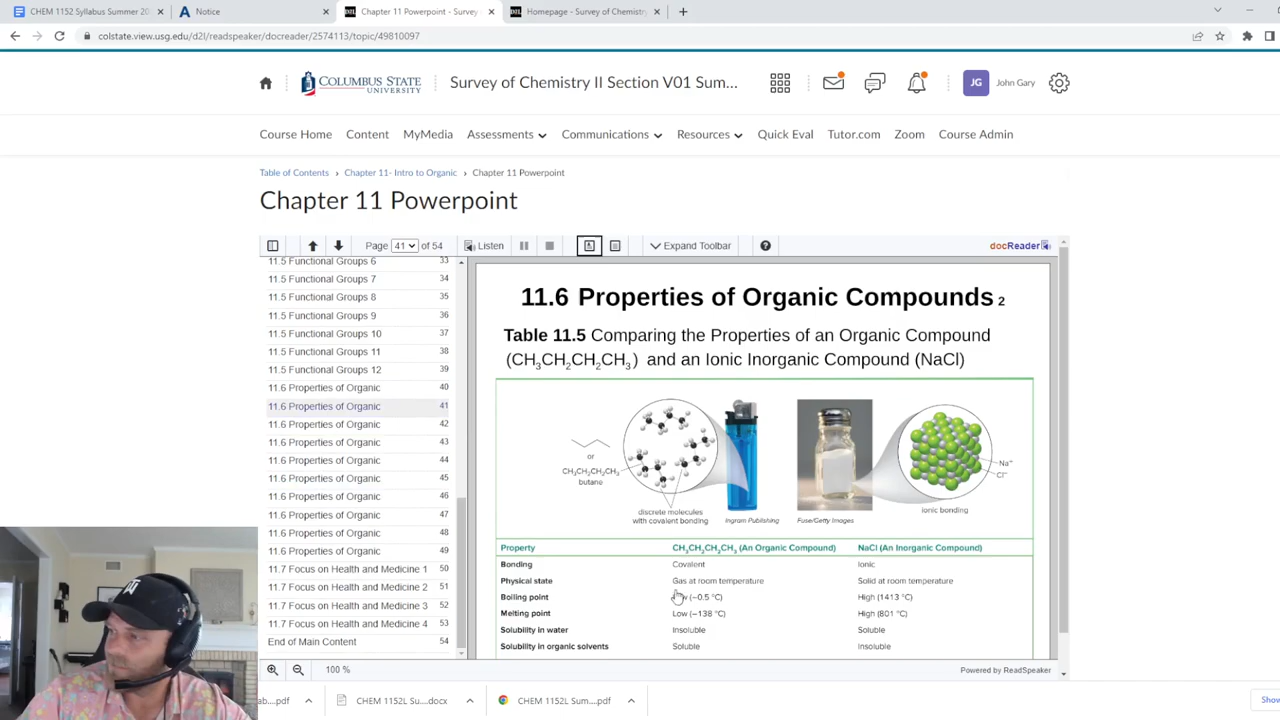 CHEM 1152 Syllabus Summer 20
Notice
Chapter 11 Powerpoint - Survey
Homepage - Survey of Chemistry
colstate.view.usg.edu/d2l/readspeaker/docreader/2574113/topic/49810097
COLUMBUS STATE
UNIVERSITY
Survey of Chemistry II Section V01 Sum...
JG
John Gary
Course Home
Content
MyMedia
Assessments
Communications
Resources
Quick Eval
Tutor.com
Zoom
Course Admin
Table of Contents › Chapter 11- Intro to Organic › Chapter 11 Powerpoint
Chapter 11 Powerpoint
Page 41 of 54
Listen
Expand Toolbar
docReader
11.5 Functional Groups 6 33
11.5 Functional Groups 7 34
11.5 Functional Groups 8 35
11.5 Functional Groups 9 36
11.5 Functional Groups 10 37
11.5 Functional Groups 11 38
11.5 Functional Groups 12 39
11.6 Properties of Organic 40
11.6 Properties of Organic 41
11.6 Properties of Organic 42
11.6 Properties of Organic 43
11.6 Properties of Organic 44
11.6 Properties of Organic 45
11.6 Properties of Organic 46
11.6 Properties of Organic 47
11.6 Properties of Organic 48
11.6 Properties of Organic 49
11.7 Focus on Health and Medicine 1 50
11.7 Focus on Health and Medicine 2 51
11.7 Focus on Health and Medicine 3 52
11.7 Focus on Health and Medicine 4 53
End of Main Content 54
11.6 Properties of Organic Compounds 2
Table 11.5 Comparing the Properties of an Organic Compound
(CH3CH2CH2CH3) and an Ionic Inorganic Compound (NaCl)
or
CH3CH2CH2CH3
butane
discrete molecules
with covalent bonding
Ingram Publishing
Fuse/Getty Images
Na+
Cl−
ionic bonding
Property CH3CH2CH2CH3 (An Organic Compound) NaCl (An Inorganic Compound)
Bonding Covalent Ionic
Physical state Gas at room temperature Solid at room temperature
Boiling point (−0.5 °C) High (1413 °C)
Melting point Low (−138 °C) High (801 °C)
Solubility in water Insoluble Soluble
Solubility in organic solvents Soluble Insoluble
100 %
Powered by ReadSpeaker
ab....pdf
CHEM 1152L Su....docx
CHEM 1152L Sum....pdf
Show